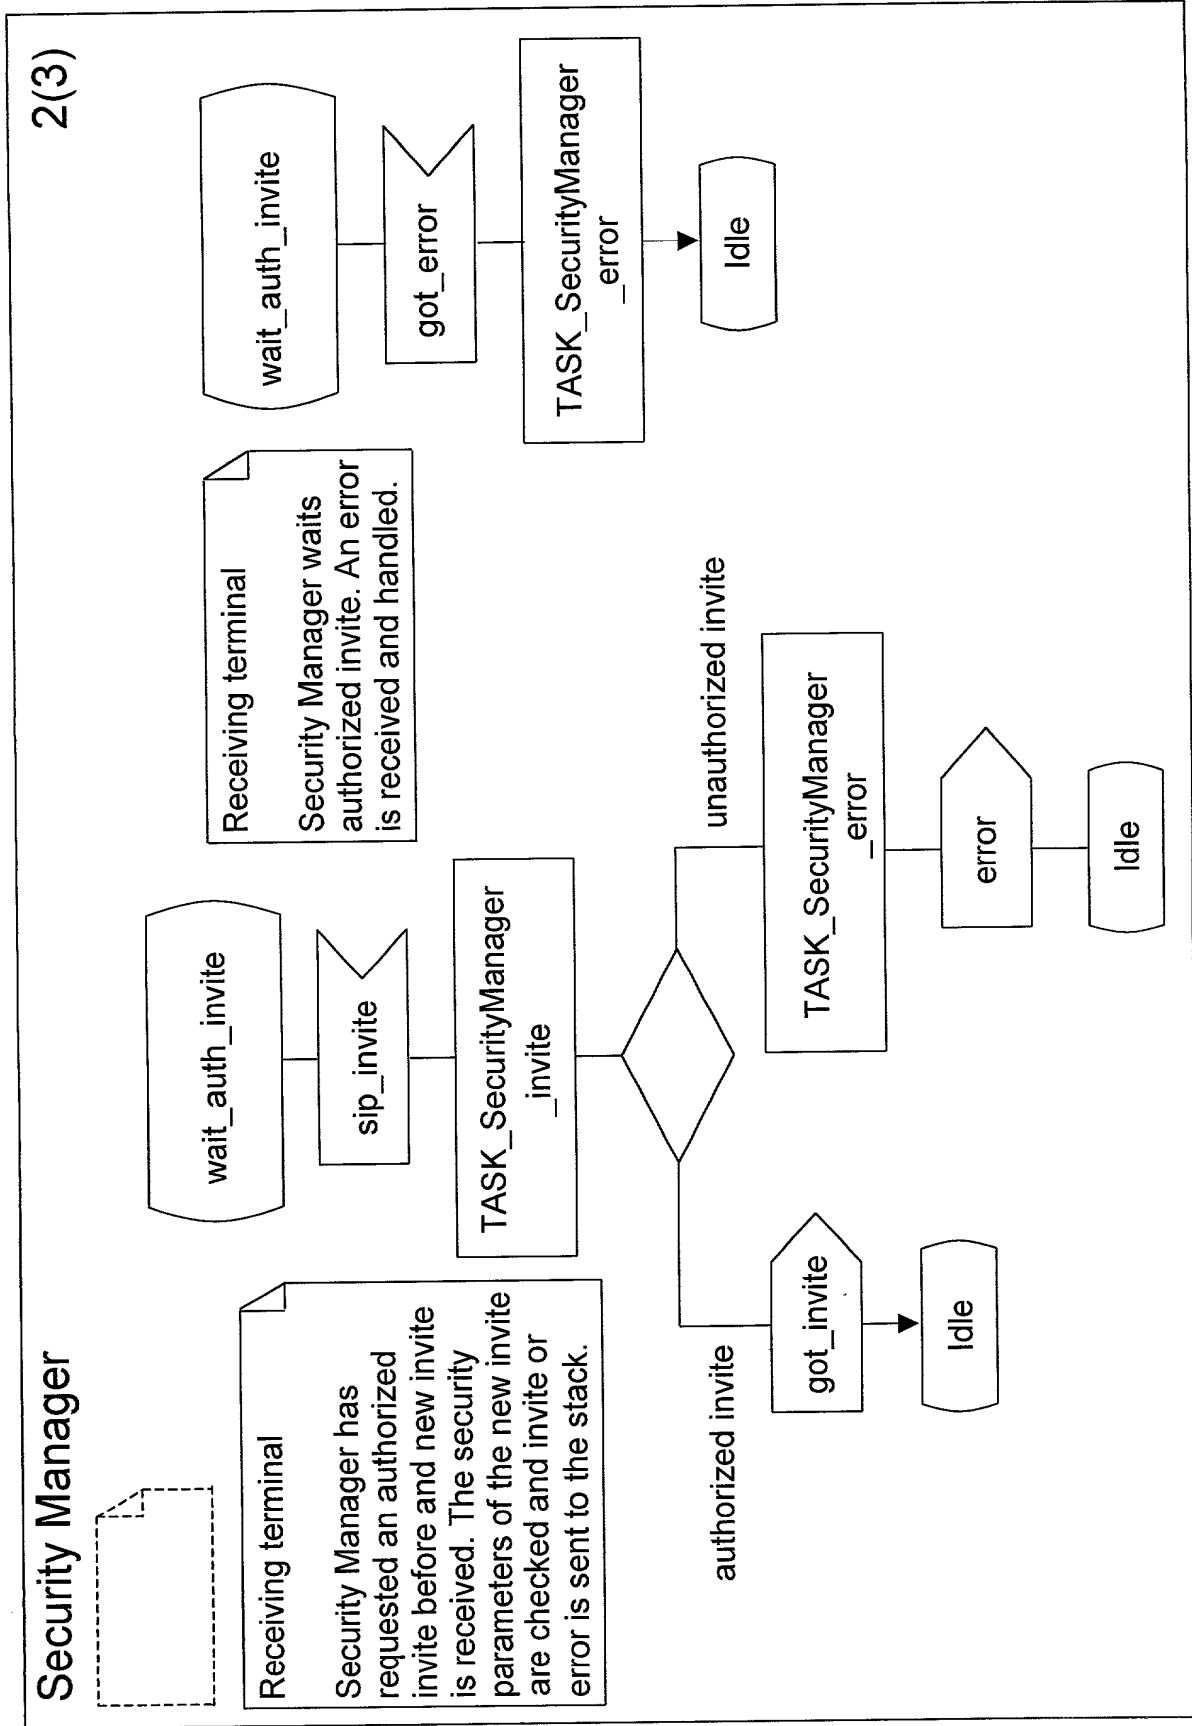 Security Manager
2(3)
Receiving terminal
Security Manager has
requested an authorized
invite before and new invite
is received. The security
parameters of the new invite
are checked and invite or
error is sent to the stack.
wait_auth_invite
sip_invite
TASK_SecurityManager
_invite
authorized invite
got_invite
Idle
unauthorized invite
TASK_SecurityManager
_error
error
Idle
Receiving terminal
Security Manager waits
authorized invite. An error
is received and handled.
wait_auth_invite
got_error
TASK_SecurityManager
_error
Idle